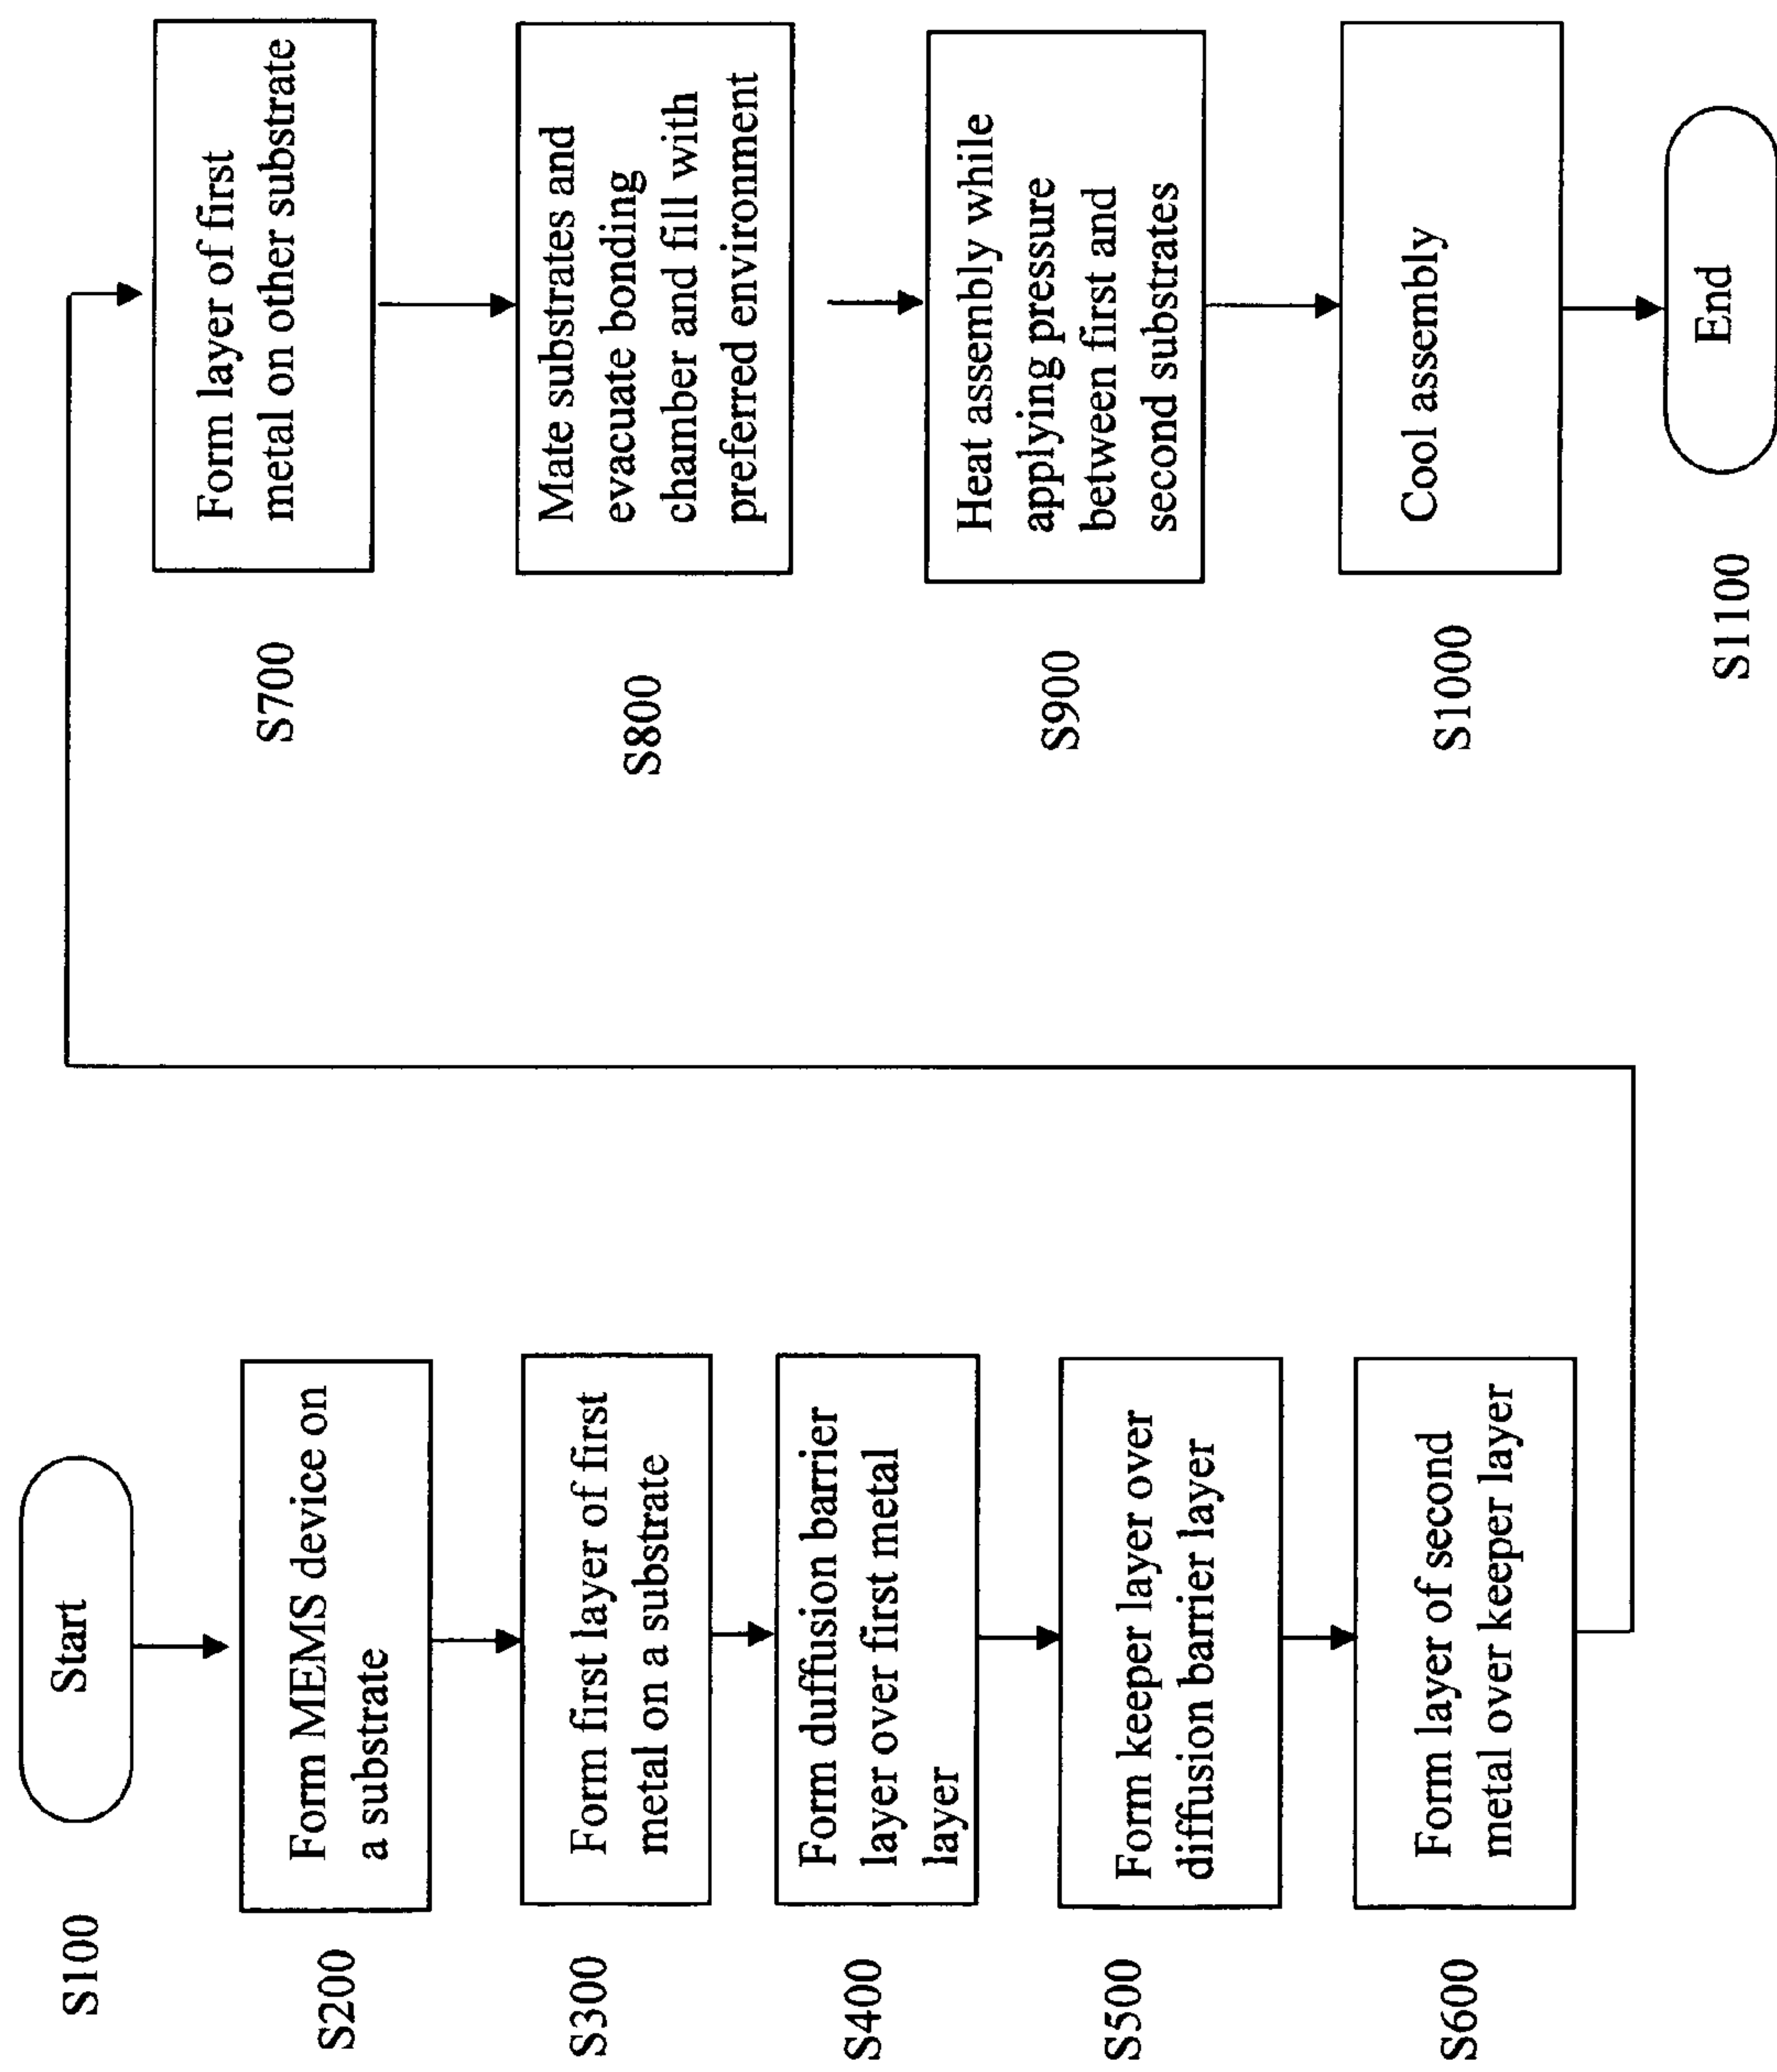 S100
Start
S200
Form MEMS device on
a substrate
S300
Form first layer of first
metal on a substrate
S400
Form duffusion barrier
layer over first metal
layer
S500
Form keeper layer over
diffusion barrier layer
S600
Form layer of second
metal over keeper layer
S700
Form layer of first
metal on other substrate
S800
Mate substrates and
evacuate bonding
chamber and fill with
preferred environment
S900
Heat assembly while
applying pressure
between first and
second substrates
S1000
Cool assembly
S1100
End